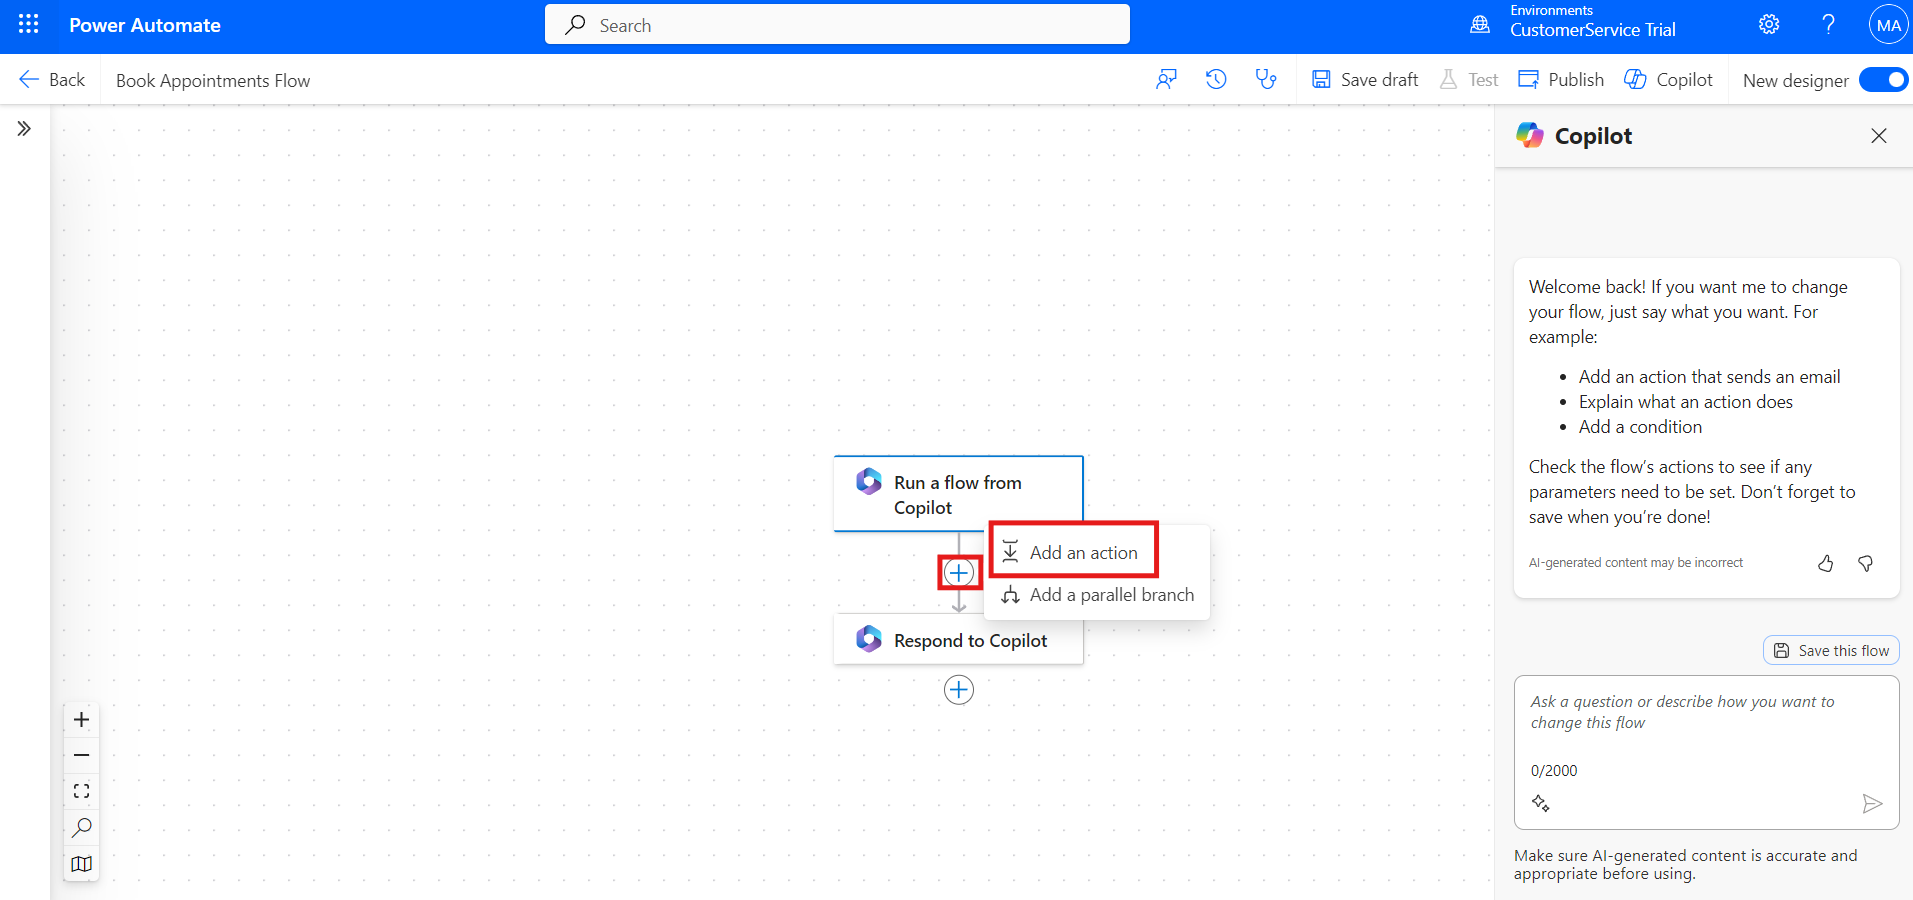 Power Automate
Search
Environments
CustomerService Trial
MA
Back
Book Appointments Flow
Save draft
Test
Publish
Copilot
New designer
Copilot
Welcome back! If you want me to change
your flow, just say what you want. For
example:
Add an action that sends an email
Explain what an action does
Add a condition
Check the flow’s actions to see if any
parameters need to be set. Don’t forget to
save when you’re done!
AI-generated content may be incorrect
Run a flow from
Copilot
Add an action
Add a parallel branch
Respond to Copilot
Save this flow
Ask a question or describe how you want to
change this flow
0/2000
Make sure AI-generated content is accurate and
appropriate before using.